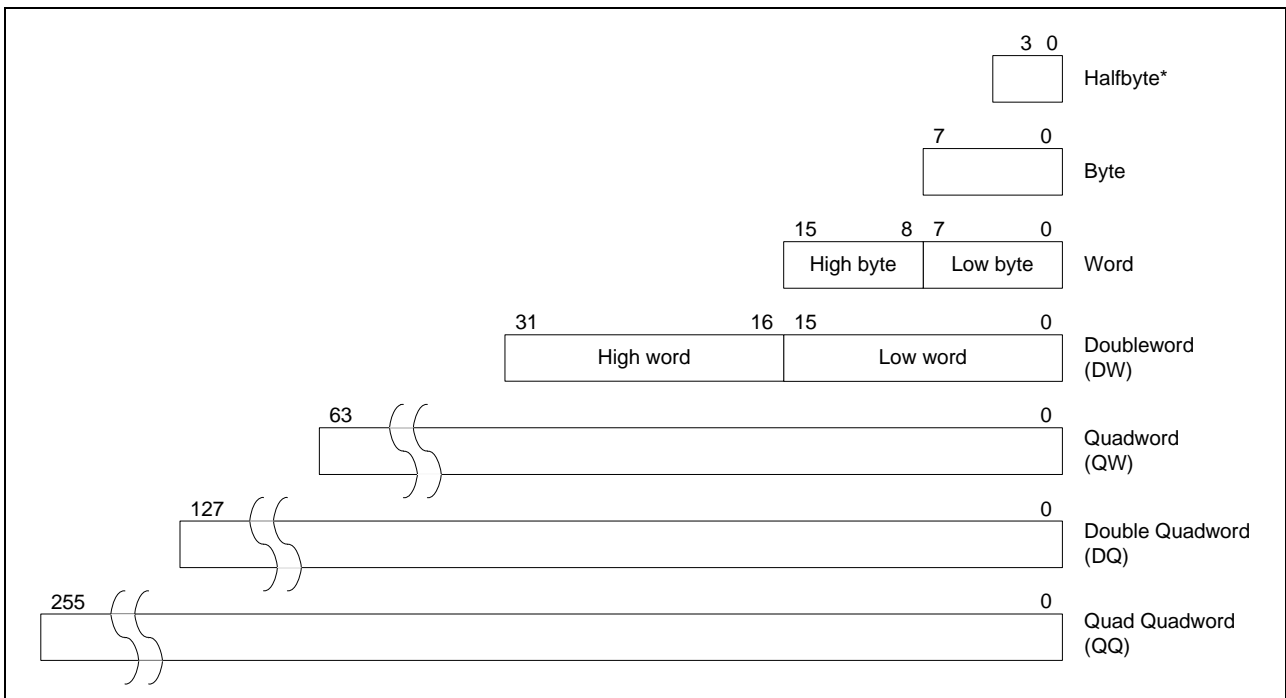 3 0
Halfbyte*
7 0
Byte
15 8 7 0
High byte Low byte Word
31 16 15 0
High word Low word Doubleword
(DW)
63 0
Quadword
(QW)
127 0
Double Quadword
(DQ)
255 0
Quad Quadword
(QQ)